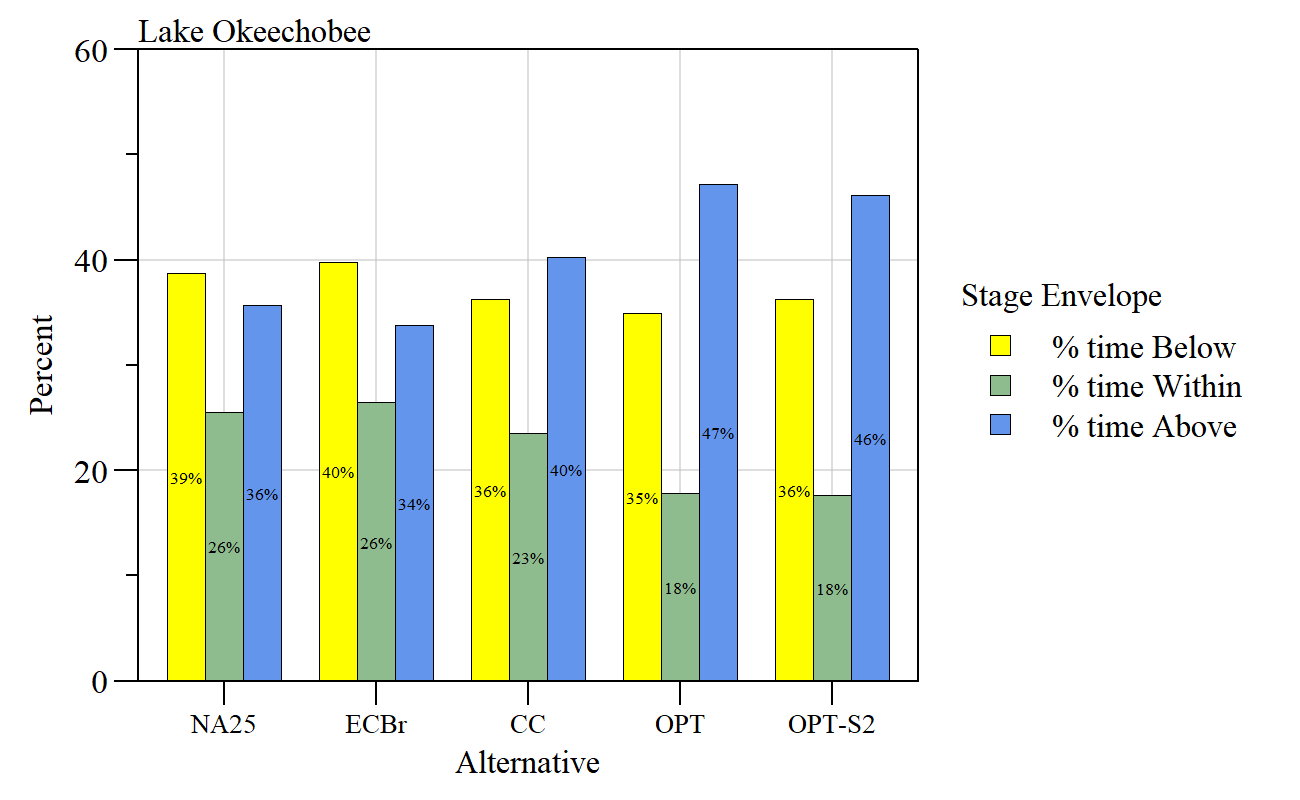 Lake Okeechobee
60
40
20
0
Percent
39%
26%
36%
40%
26%
34%
36%
23%
40%
35%
18%
47%
36%
18%
46%
NA25
ECBr
CC
OPT
OPT-S2
Alternative
Stage Envelope
% time Below
% time Within
% time Above